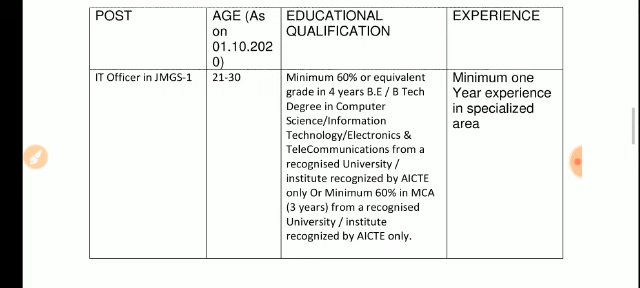 POST
AGE (As
on
01.10.202
0)
EDUCATIONAL
QUALIFICATION
EXPERIENCE
IT Officer in JMGS-1
21-30
Minimum 60% or equivalent
grade in 4 years B.E / B Tech
Degree in Computer
Science/Information
Technology/Electronics &
TeleCommunications from a
recognised University /
institute recognized by AICTE
only Or Minimum 60% in MCA
(3 years) from a recognised
University / institute
recognized by AICTE only.
Minimum one
Year experience
in specialized
area